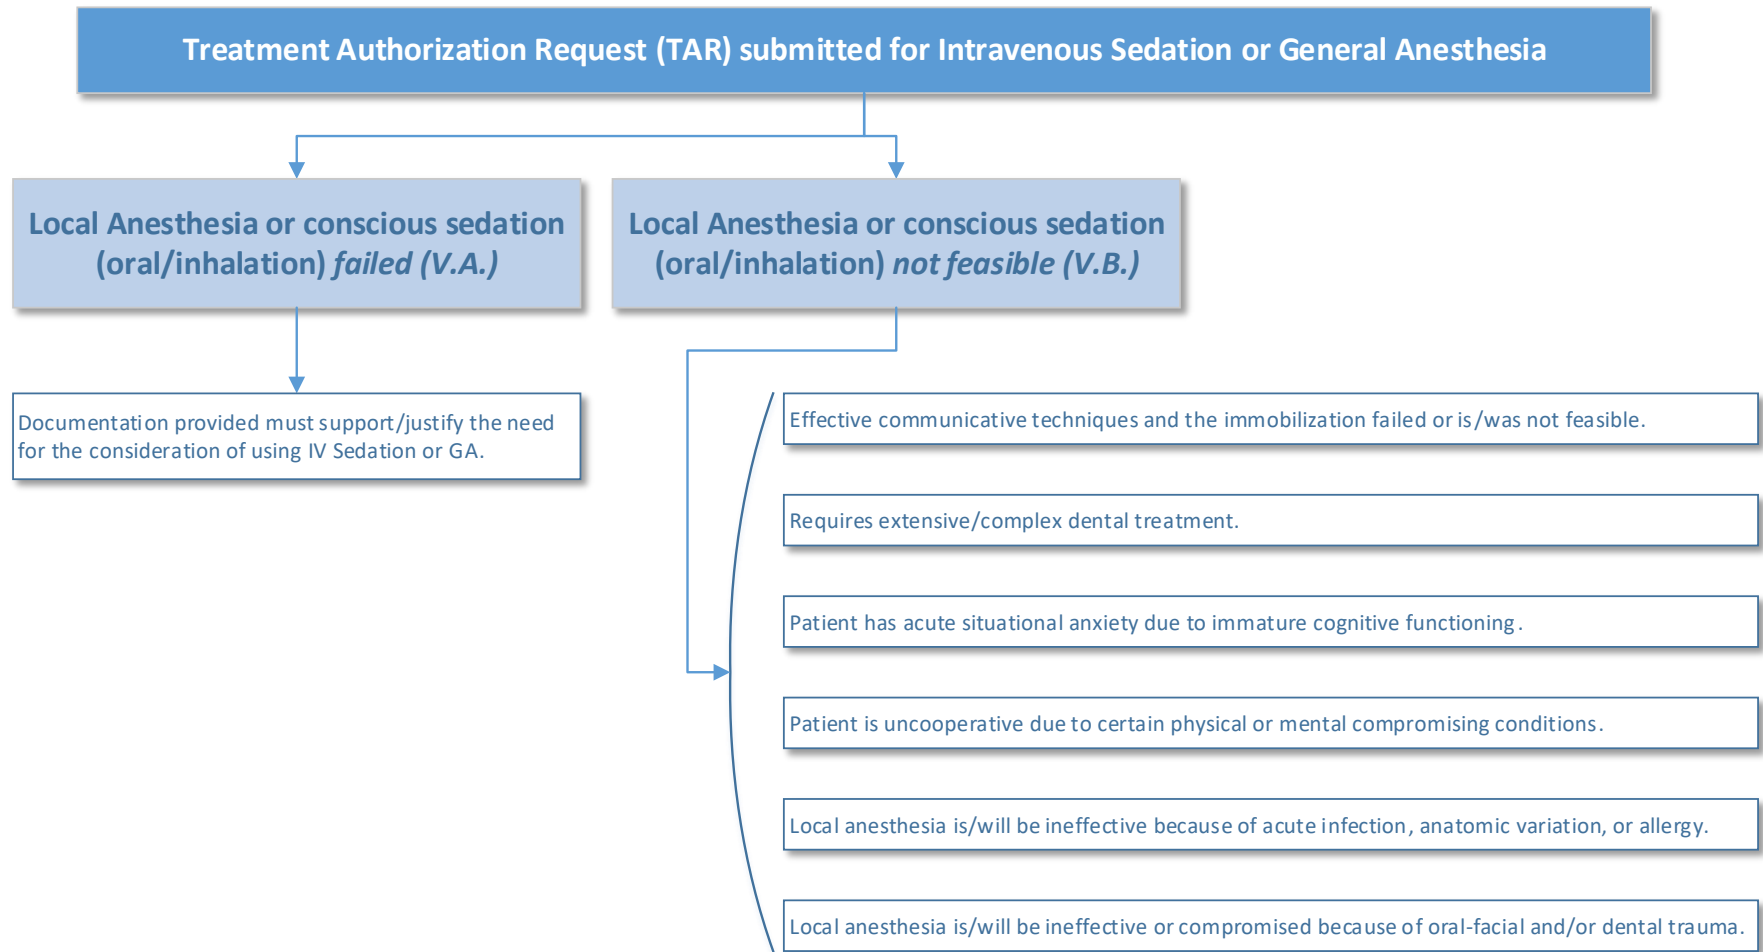 Treatment Authorization Request (TAR) submitted for Intravenous Sedation or General Anesthesia
Local Anesthesia or conscious sedation
(oral/inhalation) failed (V.A.)
Local Anesthesia or conscious sedation
(oral/inhalation) not feasible (V.B.)
Documentation provided must support/justify the need
for the consideration of using IV Sedation or GA.
Effective communicative techniques and the immobilization failed or is/was not feasible.
Requires extensive/complex dental treatment.
Patient has acute situational anxiety due to immature cognitive functioning.
Patient is uncooperative due to certain physical or mental compromising conditions.
Local anesthesia is/will be ineffective because of acute infection, anatomic variation, or allergy.
Local anesthesia is/will be ineffective or compromised because of oral-facial and/or dental trauma.